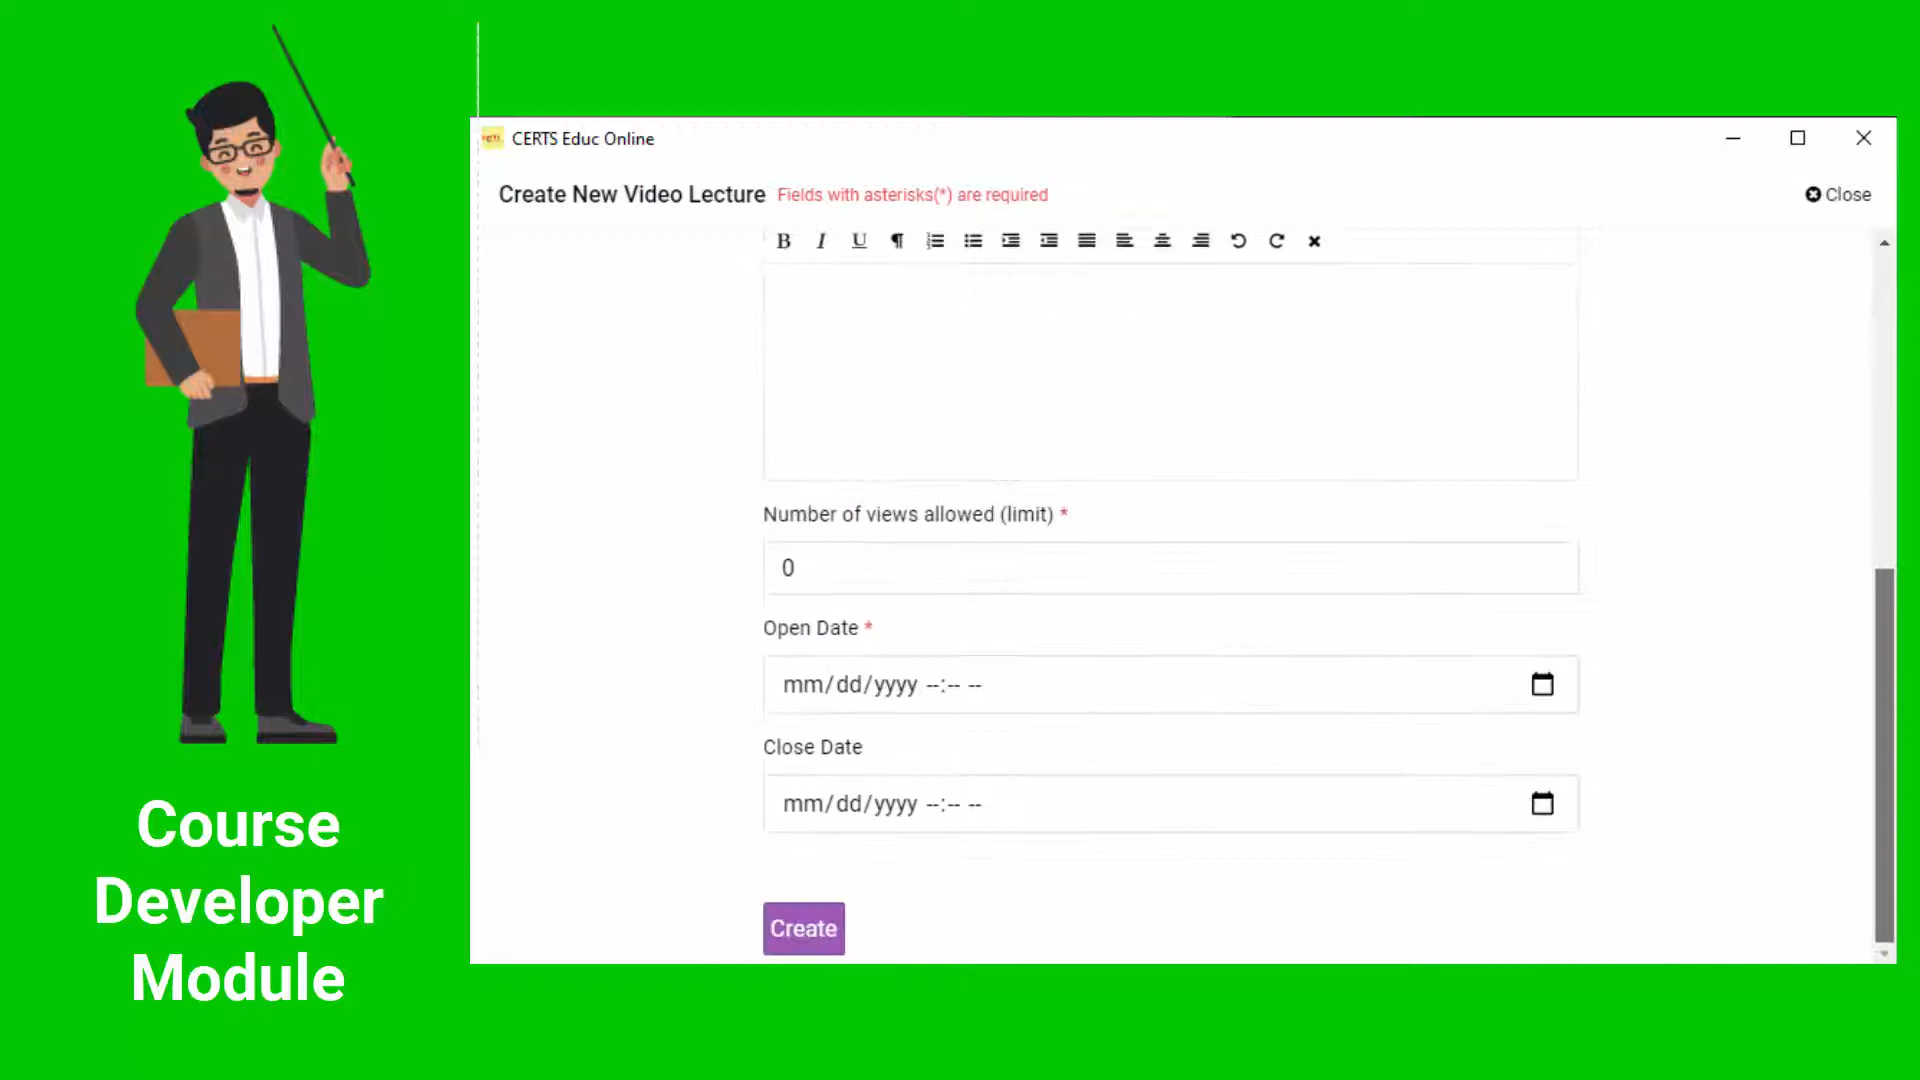 CERTS Educ Online
Create New Video Lecture Fields with asterisks(*) are required
Close
B I U
Number of views allowed (limit) *
0
Open Date *
mm/dd/yyyy --:-- --
Close Date
mm/dd/yyyy --:-- --
Create
Course
Developer
Module